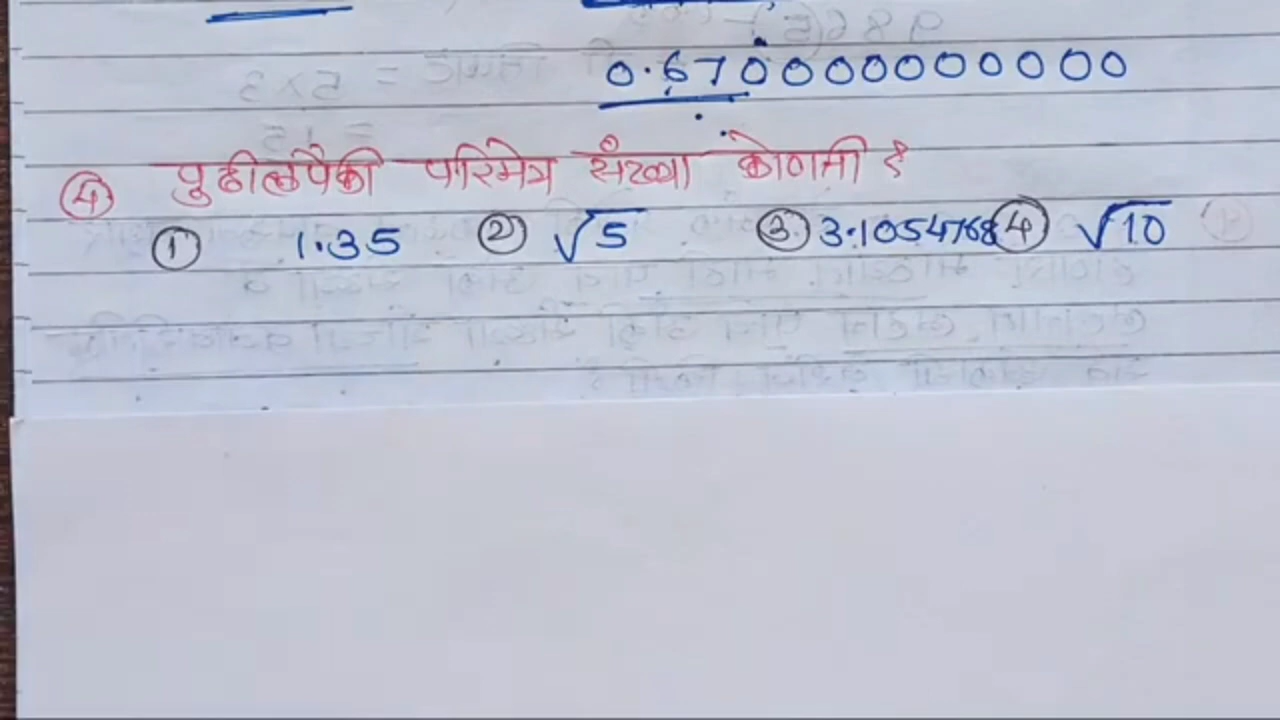 0.670000000000
④ पुढीलपैकी परिमेय संख्या कोणती ?
① 1.35 ② √5 ③ 3.1054768 ④ √10